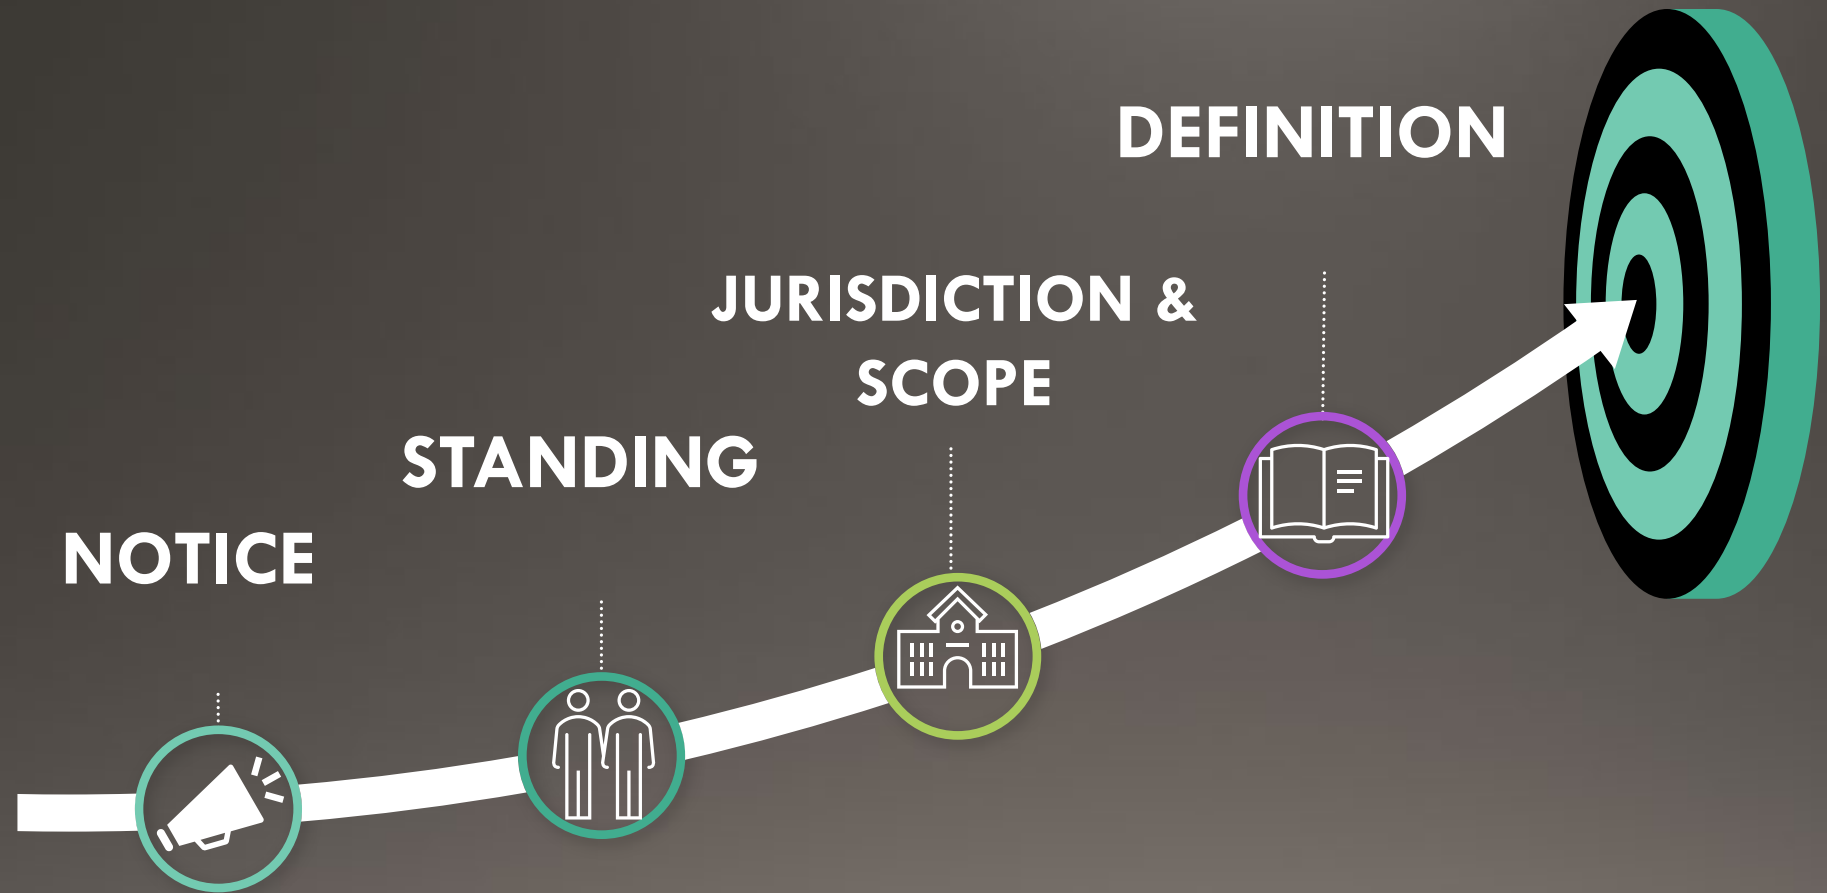 NOTICE
STANDING
JURISDICTION &
SCOPE
DEFINITION